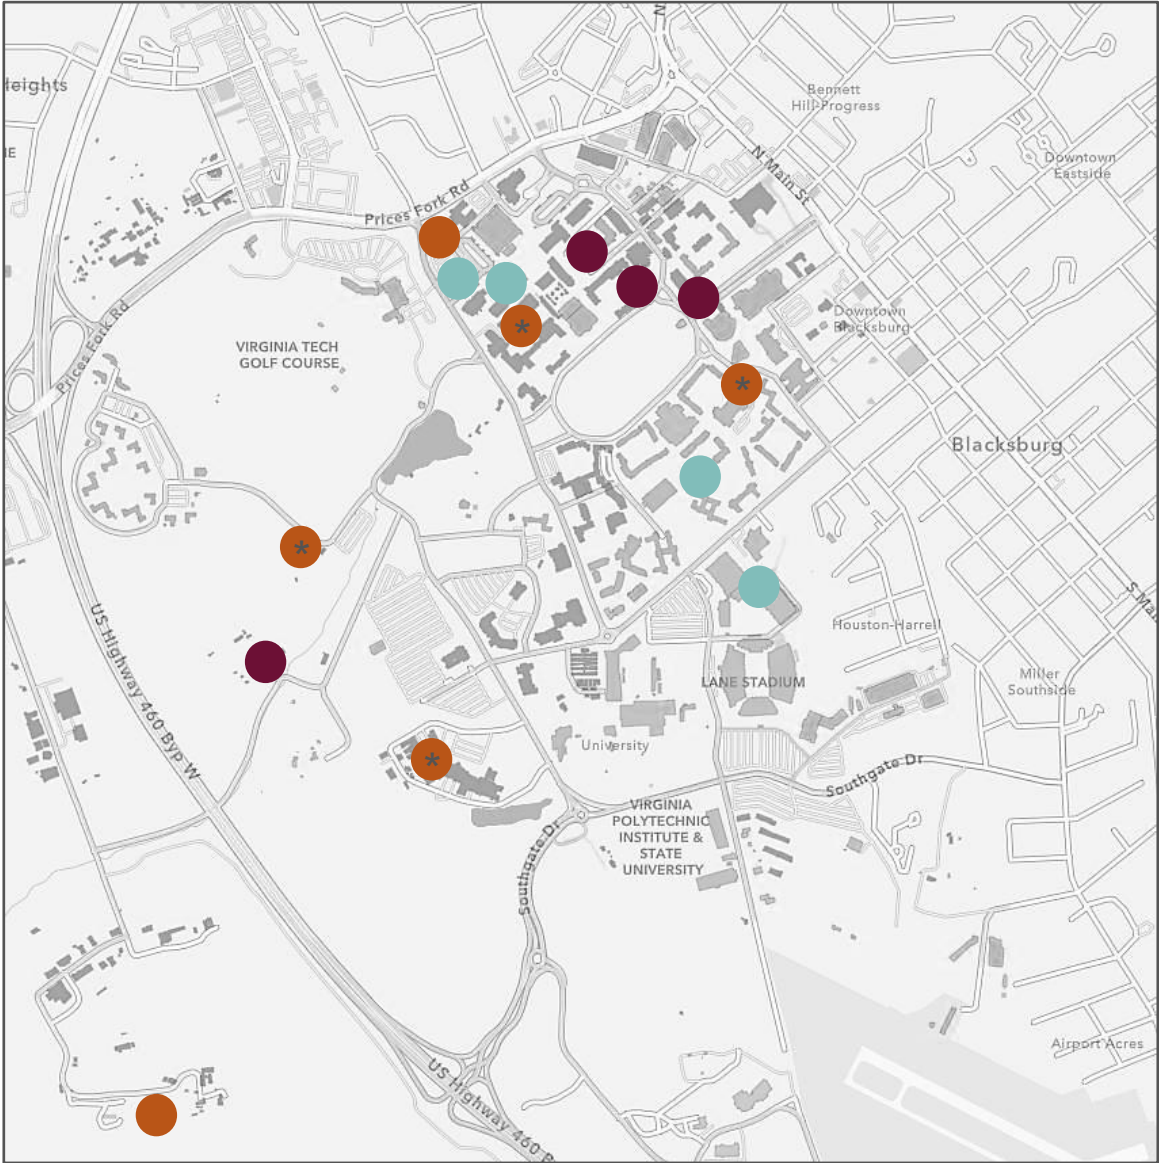 N
Heights
Bennett
Hill-Progress
N Main St
Downtown
Eastside
Prices Fork Rd
Downtown
Blacksburg
Prices Fork Rd
VIRGINIA TECH
GOLF COURSE
*
*
Blacksburg
*
US Highway 460 Byp W
S Mai
Houston-Harrell
Miller
Southside
LANE STADIUM
University
*
Southgate Dr
VIRGINIA
POLYTECHNIC
INSTITUTE &
STATE
UNIVERSITY
Southgate Dr
Airport Acres
US Highway 460 B